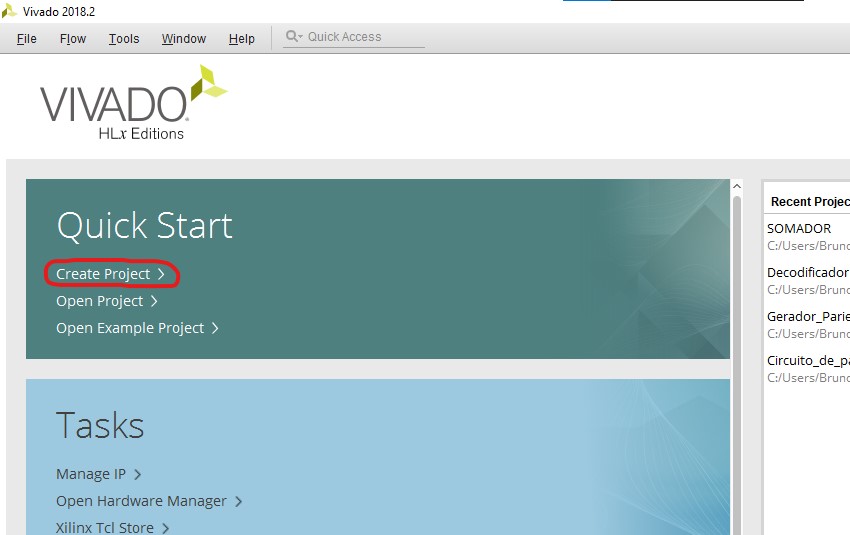 Vivado 2018.2
File Flow Tools Window Help Quick Access
VIVADO
HLx Editions
Quick Start
Create Project
Open Project
Open Example Project
Tasks
Manage IP
Open Hardware Manager
Xilinx Tcl Store
Recent Projec
SOMADOR
C:/Users/Brunc
Decodificador
C:/Users/Brunc
Gerador_Parie
C:/Users/Brunc
Circuito_de_pa
C:/Users/Brunc